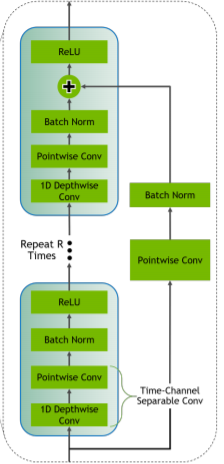 ReLU
+
Batch Norm
Pointwise Conv
1D Depthwise
Conv
Batch Norm
Pointwise Conv
Repeat R
Times
ReLU
Batch Norm
Pointwise Conv
1D Depthwise
Conv
Time-Channel
Separable Conv